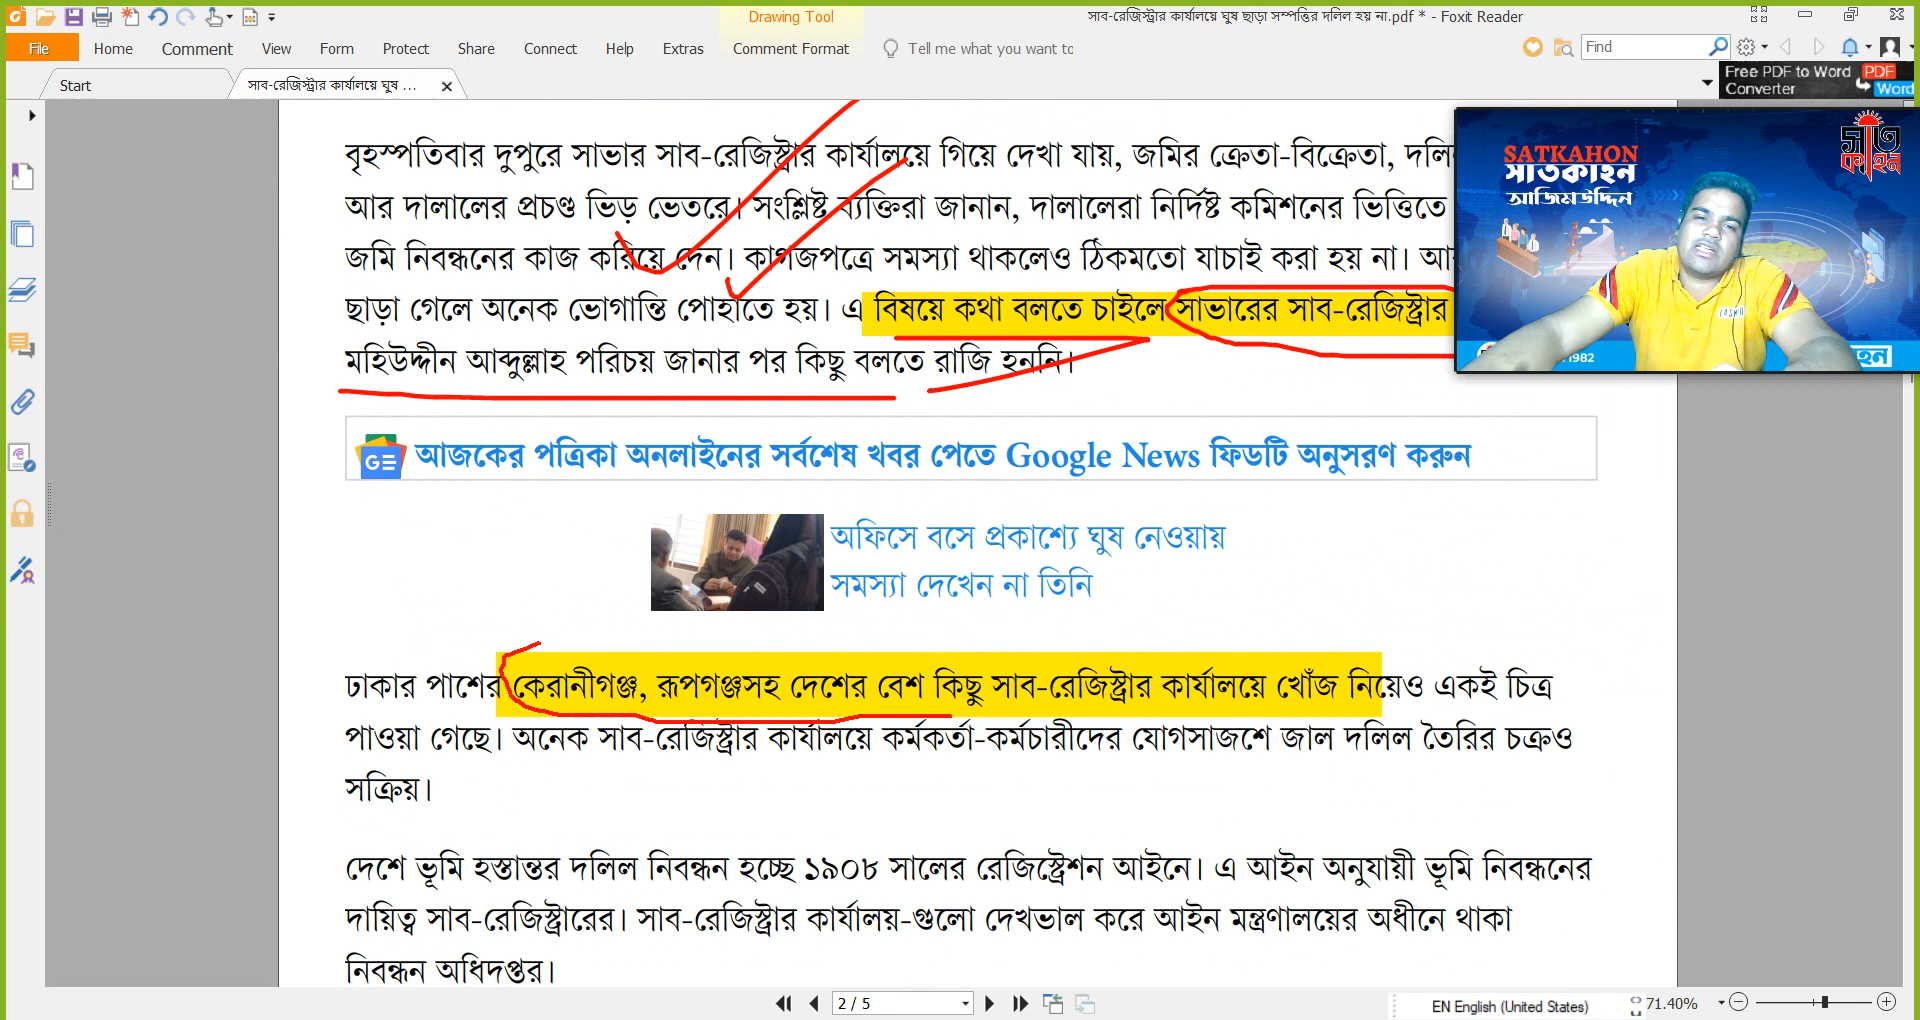 Drawing Tool
সাব-রেজিস্ট্রার কার্যালয়ে ঘুষ ছাড়া সম্পত্তির দলিল হয় না.pdf * - Foxit Reader
File Home Comment View Form Protect Share Connect Help Extras Comment Format Tell me what you want to Find
Start সাব-রেজিস্ট্রার কার্যালয়ে ঘুষ ...
Free PDF to Word Converter PDF Word
বৃহস্পতিবার দুপুরে সাভার সাব-রেজিস্ট্রার কার্যালয়ে গিয়ে দেখা যায়, জমির ক্রেতা-বিক্রেতা,
আর দালালের প্রচণ্ড ভিড় ভেতরে। সংশ্লিষ্ট ব্যক্তিরা জানান, দালালেরা নির্দিষ্ট কমিশনের ভিত্তিতে
জমি নিবন্ধনের কাজ করিয়ে দেন। কাগজপত্রে সমস্যা থাকলেও ঠিকমতো যাচাই করা হয় না।
ছাড়া গেলে অনেক ভোগান্তি পোহাতে হয়। এ বিষয়ে কথা বলতে চাইলে সাভারের সাব-রেজিস্ট্রার
মহিউদ্দীন আব্দুল্লাহ পরিচয় জানার পর কিছু বলতে রাজি হননি।
SATKAHON
সাতকাহন
আজিমউদ্দিন
সাত
কাহন
1982
আজকের পত্রিকা অনলাইনের সর্বশেষ খবর পেতে Google News ফিডটি অনুসরণ করুন
অফিসে বসে প্রকাশ্যে ঘুষ নেওয়ায়
সমস্যা দেখেন না তিনি
ঢাকার পাশের কেরানীগঞ্জ, রূপগঞ্জসহ দেশের বেশ কিছু সাব-রেজিস্ট্রার কার্যালয়ে খোঁজ নিয়েও একই চিত্র
পাওয়া গেছে। অনেক সাব-রেজিস্ট্রার কার্যালয়ে কর্মকর্তা-কর্মচারীদের যোগসাজশে জাল দলিল তৈরির চক্রও
সক্রিয়।
দেশে ভূমি হস্তান্তর দলিল নিবন্ধন হচ্ছে ১৯০৮ সালের রেজিস্ট্রেশন আইনে। এ আইন অনুযায়ী ভূমি নিবন্ধনের
দায়িত্ব সাব-রেজিস্ট্রারের। সাব-রেজিস্ট্রার কার্যালয়-গুলো দেখভাল করে আইন মন্ত্রণালয়ের অধীনে থাকা
নিবন্ধন অধিদপ্তর।
2 / 5
EN English (United States)
71.40%